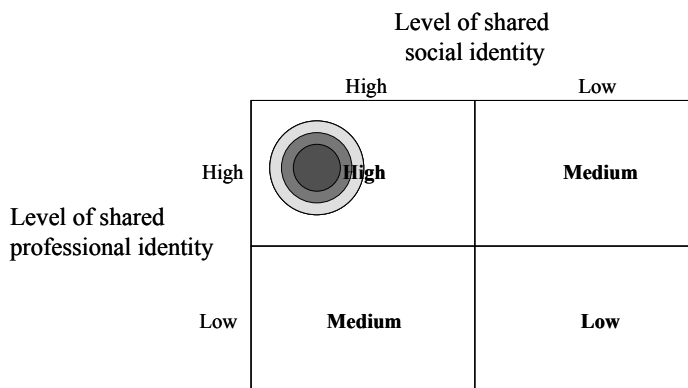 Level of shared
social identity
High Low
High High Medium
Level of shared
professional identity
Low Medium Low